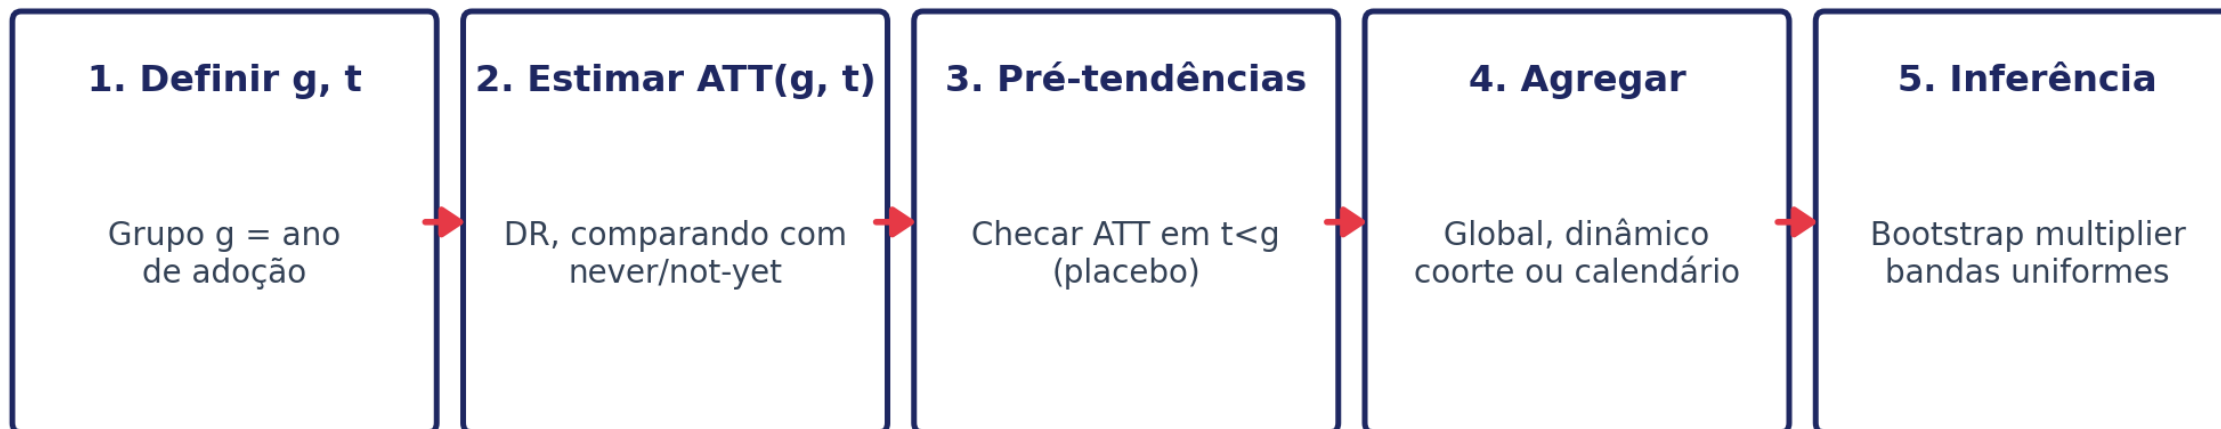 1. Definir g, t
Grupo g = ano
de adoção
2. Estimar ATT(g, t)
DR, comparando com
never/not-yet
3. Pré-tendências
Checar ATT em t<g
(placebo)
4. Agregar
Global, dinâmico
coorte ou calendário
5. Inferência
Bootstrap multiplier
bandas uniformes